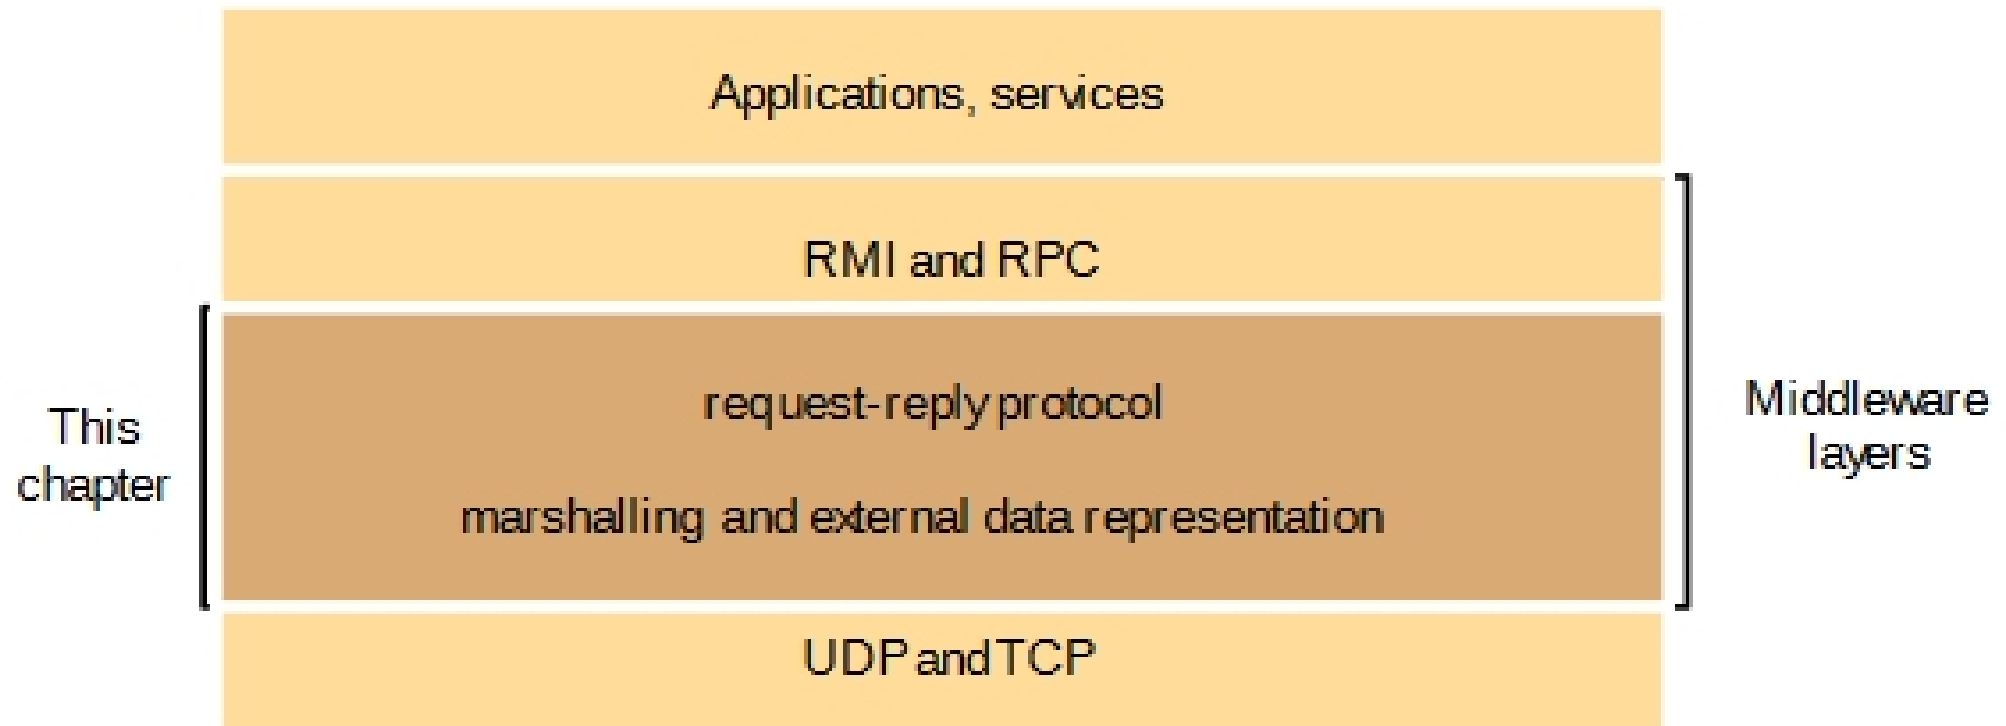 Applications, services
RMI and RPC
This
chapter
request-reply protocol
marshalling and external data representation
Middleware
layers
UDP and TCP